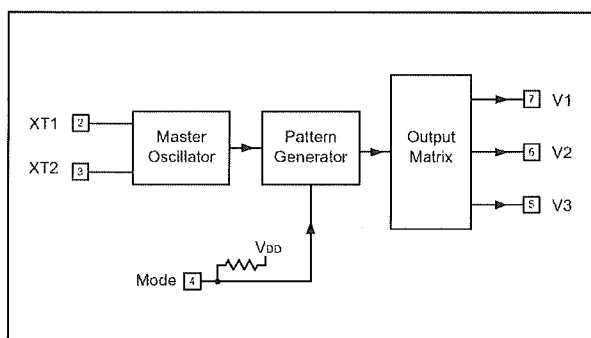 XT1 2
XT2 3
Master
Oscillator
Pattern
Generator
Output
Matrix
7 V1
6 V2
5 V3
VDD
Mode 4